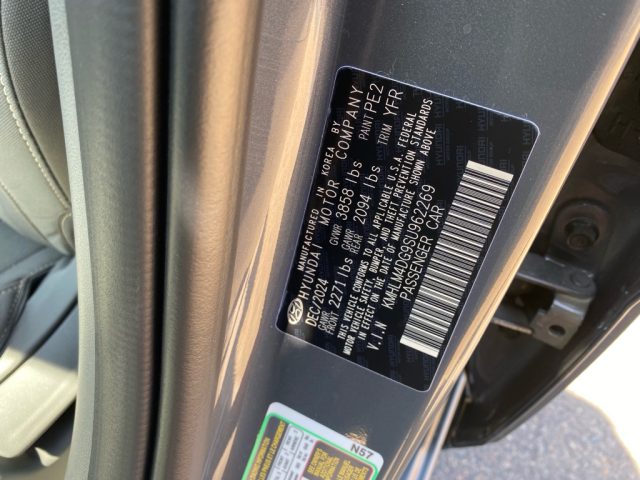 MANUFACTURED IN KOREA BY
HYUNDAI MOTOR COMPANY
DEC/2024 GVWR 3858 lbs PAINT PE2
GAWR FRONT 2271 lbs GAWR REAR 2094 lbs TRIM YFR
THIS VEHICLE CONFORMS TO ALL APPLICABLE U.S.A. FEDERAL
MOTOR VEHICLE SAFETY, BUMPER, AND THEFT PREVENTION STANDARDS
IN EFFECT ON THE DATE OF MANUFACTURE SHOWN ABOVE
V.I.N KMHLM4DG9SU962269
PASSENGER CAR
N57